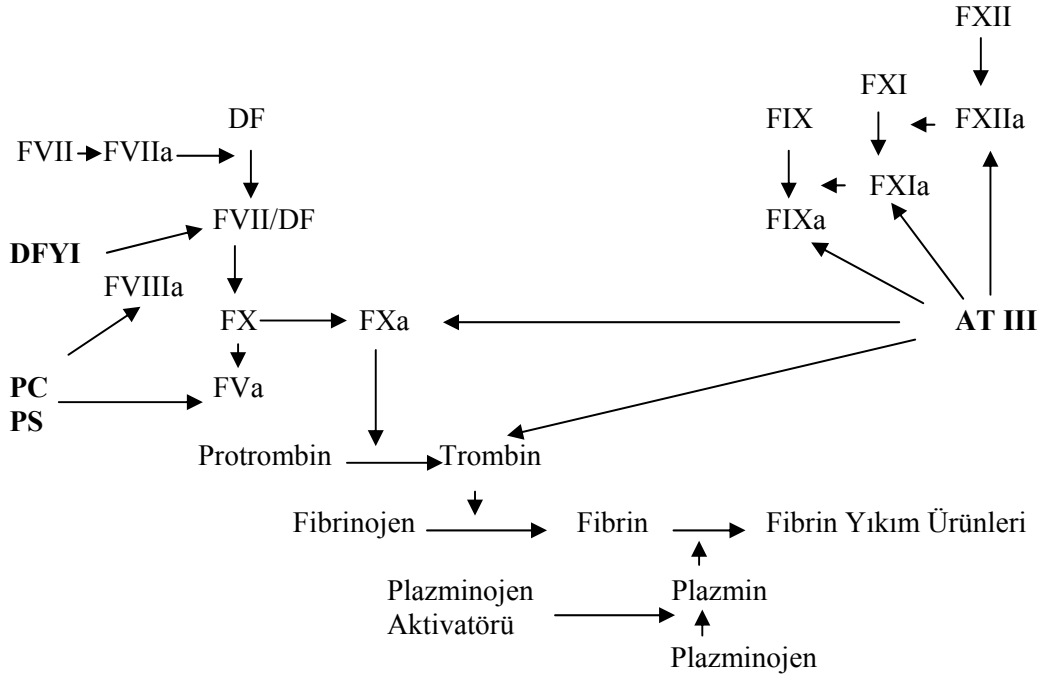 FXII
FXI
DF
FIX
FXIIa
FVII
FVIIa
FXIa
FVII/DF
FIXa
DFYI
FVIIIa
FX
FXa
AT III
PC
PS
FVa
Protrombin
Trombin
Fibrinojen
Fibrin
Fibrin Yıkım Ürünleri
Plazminojen
Aktivatörü
Plazmin
Plazminojen